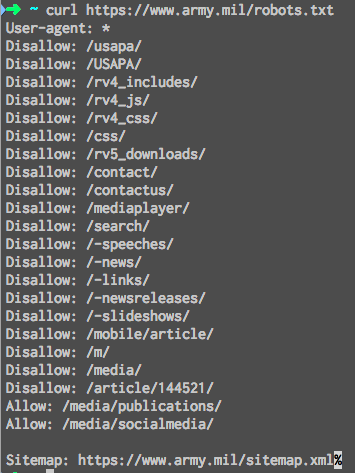 ➜ ~ curl https://www.army.mil/robots.txt
User-agent: *
Disallow: /usapa/
Disallow: /USAPA/
Disallow: /rv4_includes/
Disallow: /rv4_js/
Disallow: /rv4_css/
Disallow: /css/
Disallow: /rv5_downloads/
Disallow: /contact/
Disallow: /contactus/
Disallow: /mediaplayer/
Disallow: /search/
Disallow: /-speeches/
Disallow: /-news/
Disallow: /-links/
Disallow: /-newsreleases/
Disallow: /-slideshows/
Disallow: /mobile/article/
Disallow: /m/
Disallow: /media/
Disallow: /article/144521/
Allow: /media/publications/
Allow: /media/socialmedia/

Sitemap: https://www.army.mil/sitemap.xml%